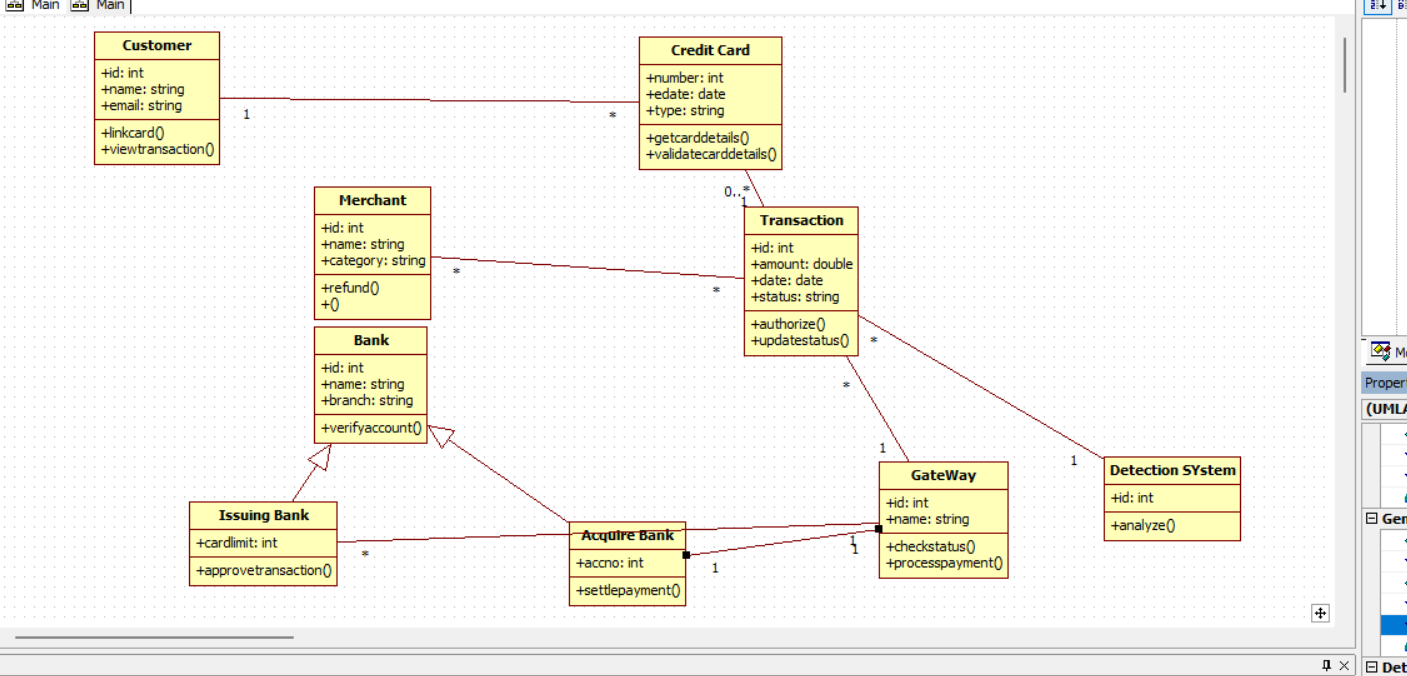 Main
Main
Customer
+id: int
+name: string
+email: string
+linkcard()
+viewtransaction()
1
*
Credit Card
+number: int
+edate: date
+type: string
+getcarddetails()
+validatecarddetails()
0..*
1
Merchant
+id: int
+name: string
+category: string
+refund()
+()
*
*
Transaction
+id: int
+amount: double
+date: date
+status: string
+authorize()
+updatestatus()
*
*
Bank
+id: int
+name: string
+branch: string
+verifyaccount()
1
1
GateWay
+id: int
+name: string
+checkstatus()
+processpayment()
Detection SYstem
+id: int
+analyze()
Issuing Bank
+cardlimit: int
+approvetransaction()
*
Acquire Bank
+accno: int
+settlepayment()
1
1
1
Proper
(UMLA
Gen
Det